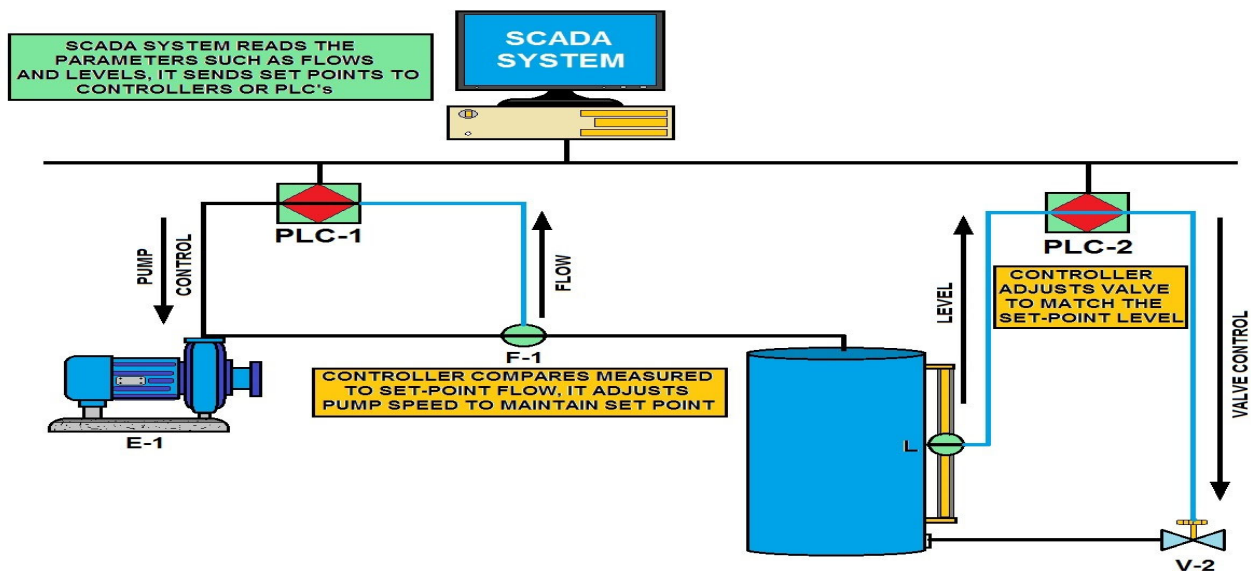 SCADA SYSTEM READS THE
PARAMETERS SUCH AS FLOWS
AND LEVELS, IT SENDS SET POINTS TO
CONTROLLERS OR PLC's
SCADA
SYSTEM
PLC-1
PLC-2
PUMP
CONTROL
FLOW
LEVEL
CONTROLLER
ADJUSTS VALVE
TO MATCH THE
SET-POINT LEVEL
VALVE CONTROL
F-1
CONTROLLER COMPARES MEASURED
TO SET-POINT FLOW, IT ADJUSTS
PUMP SPEED TO MAINTAIN SET POINT
E-1
L
V-2